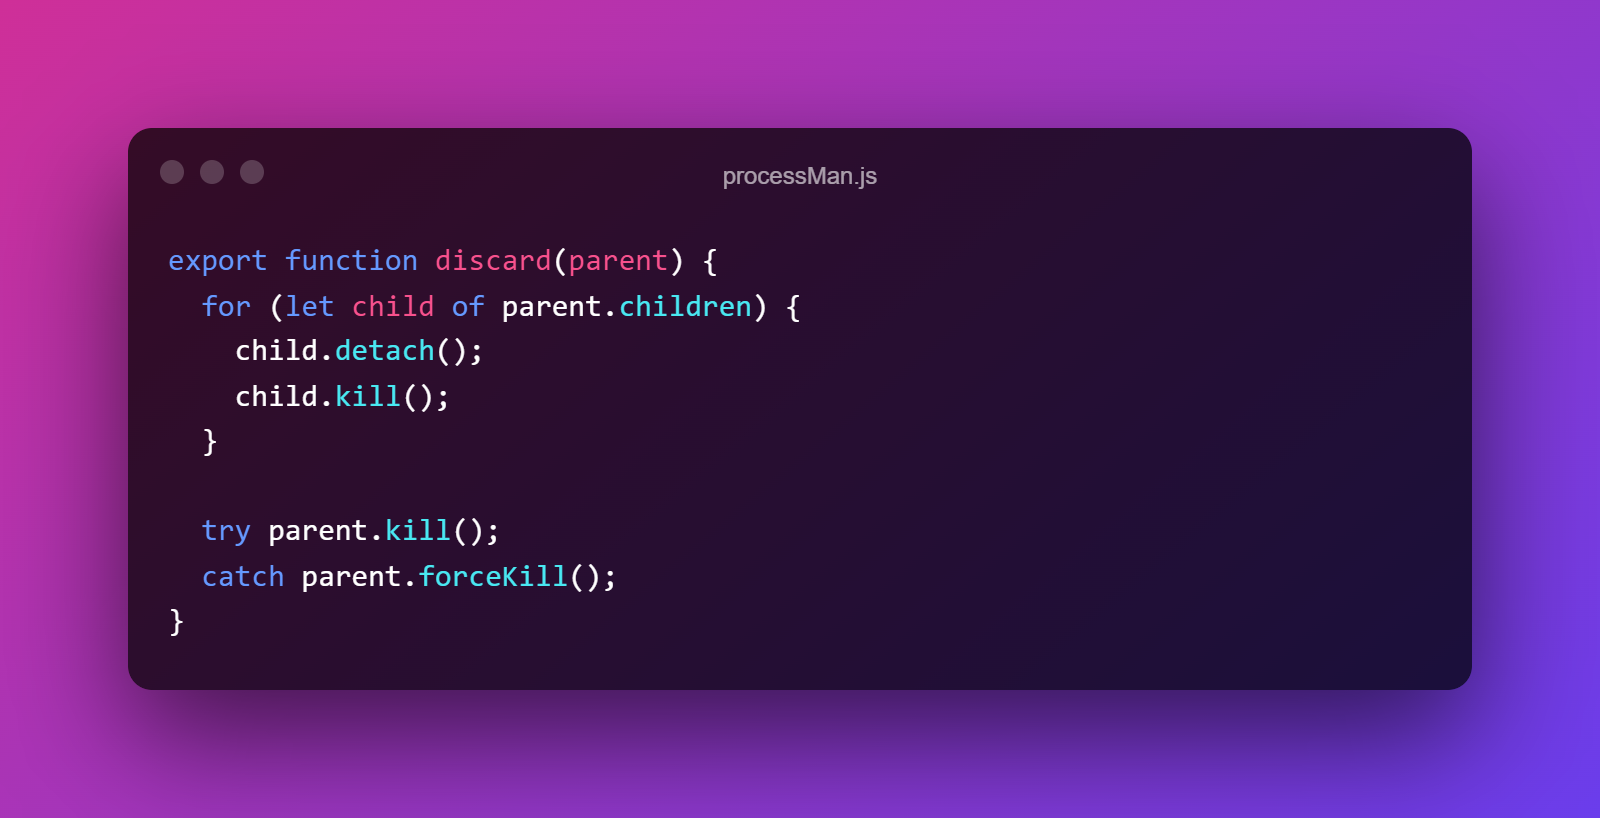 processMan.js
export function discard(parent) {
  for (let child of parent.children) {
    child.detach();
    child.kill();
  }

  try parent.kill();
  catch parent.forceKill();
}